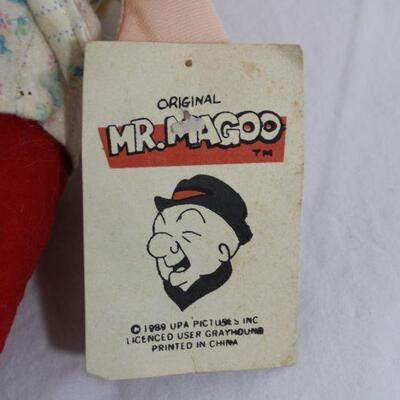 ORIGINAL
MR. MAGOO
TM
© 1989 UPA PICTURES INC
LICENCED USER GRAYHOUND
PRINTED IN CHINA